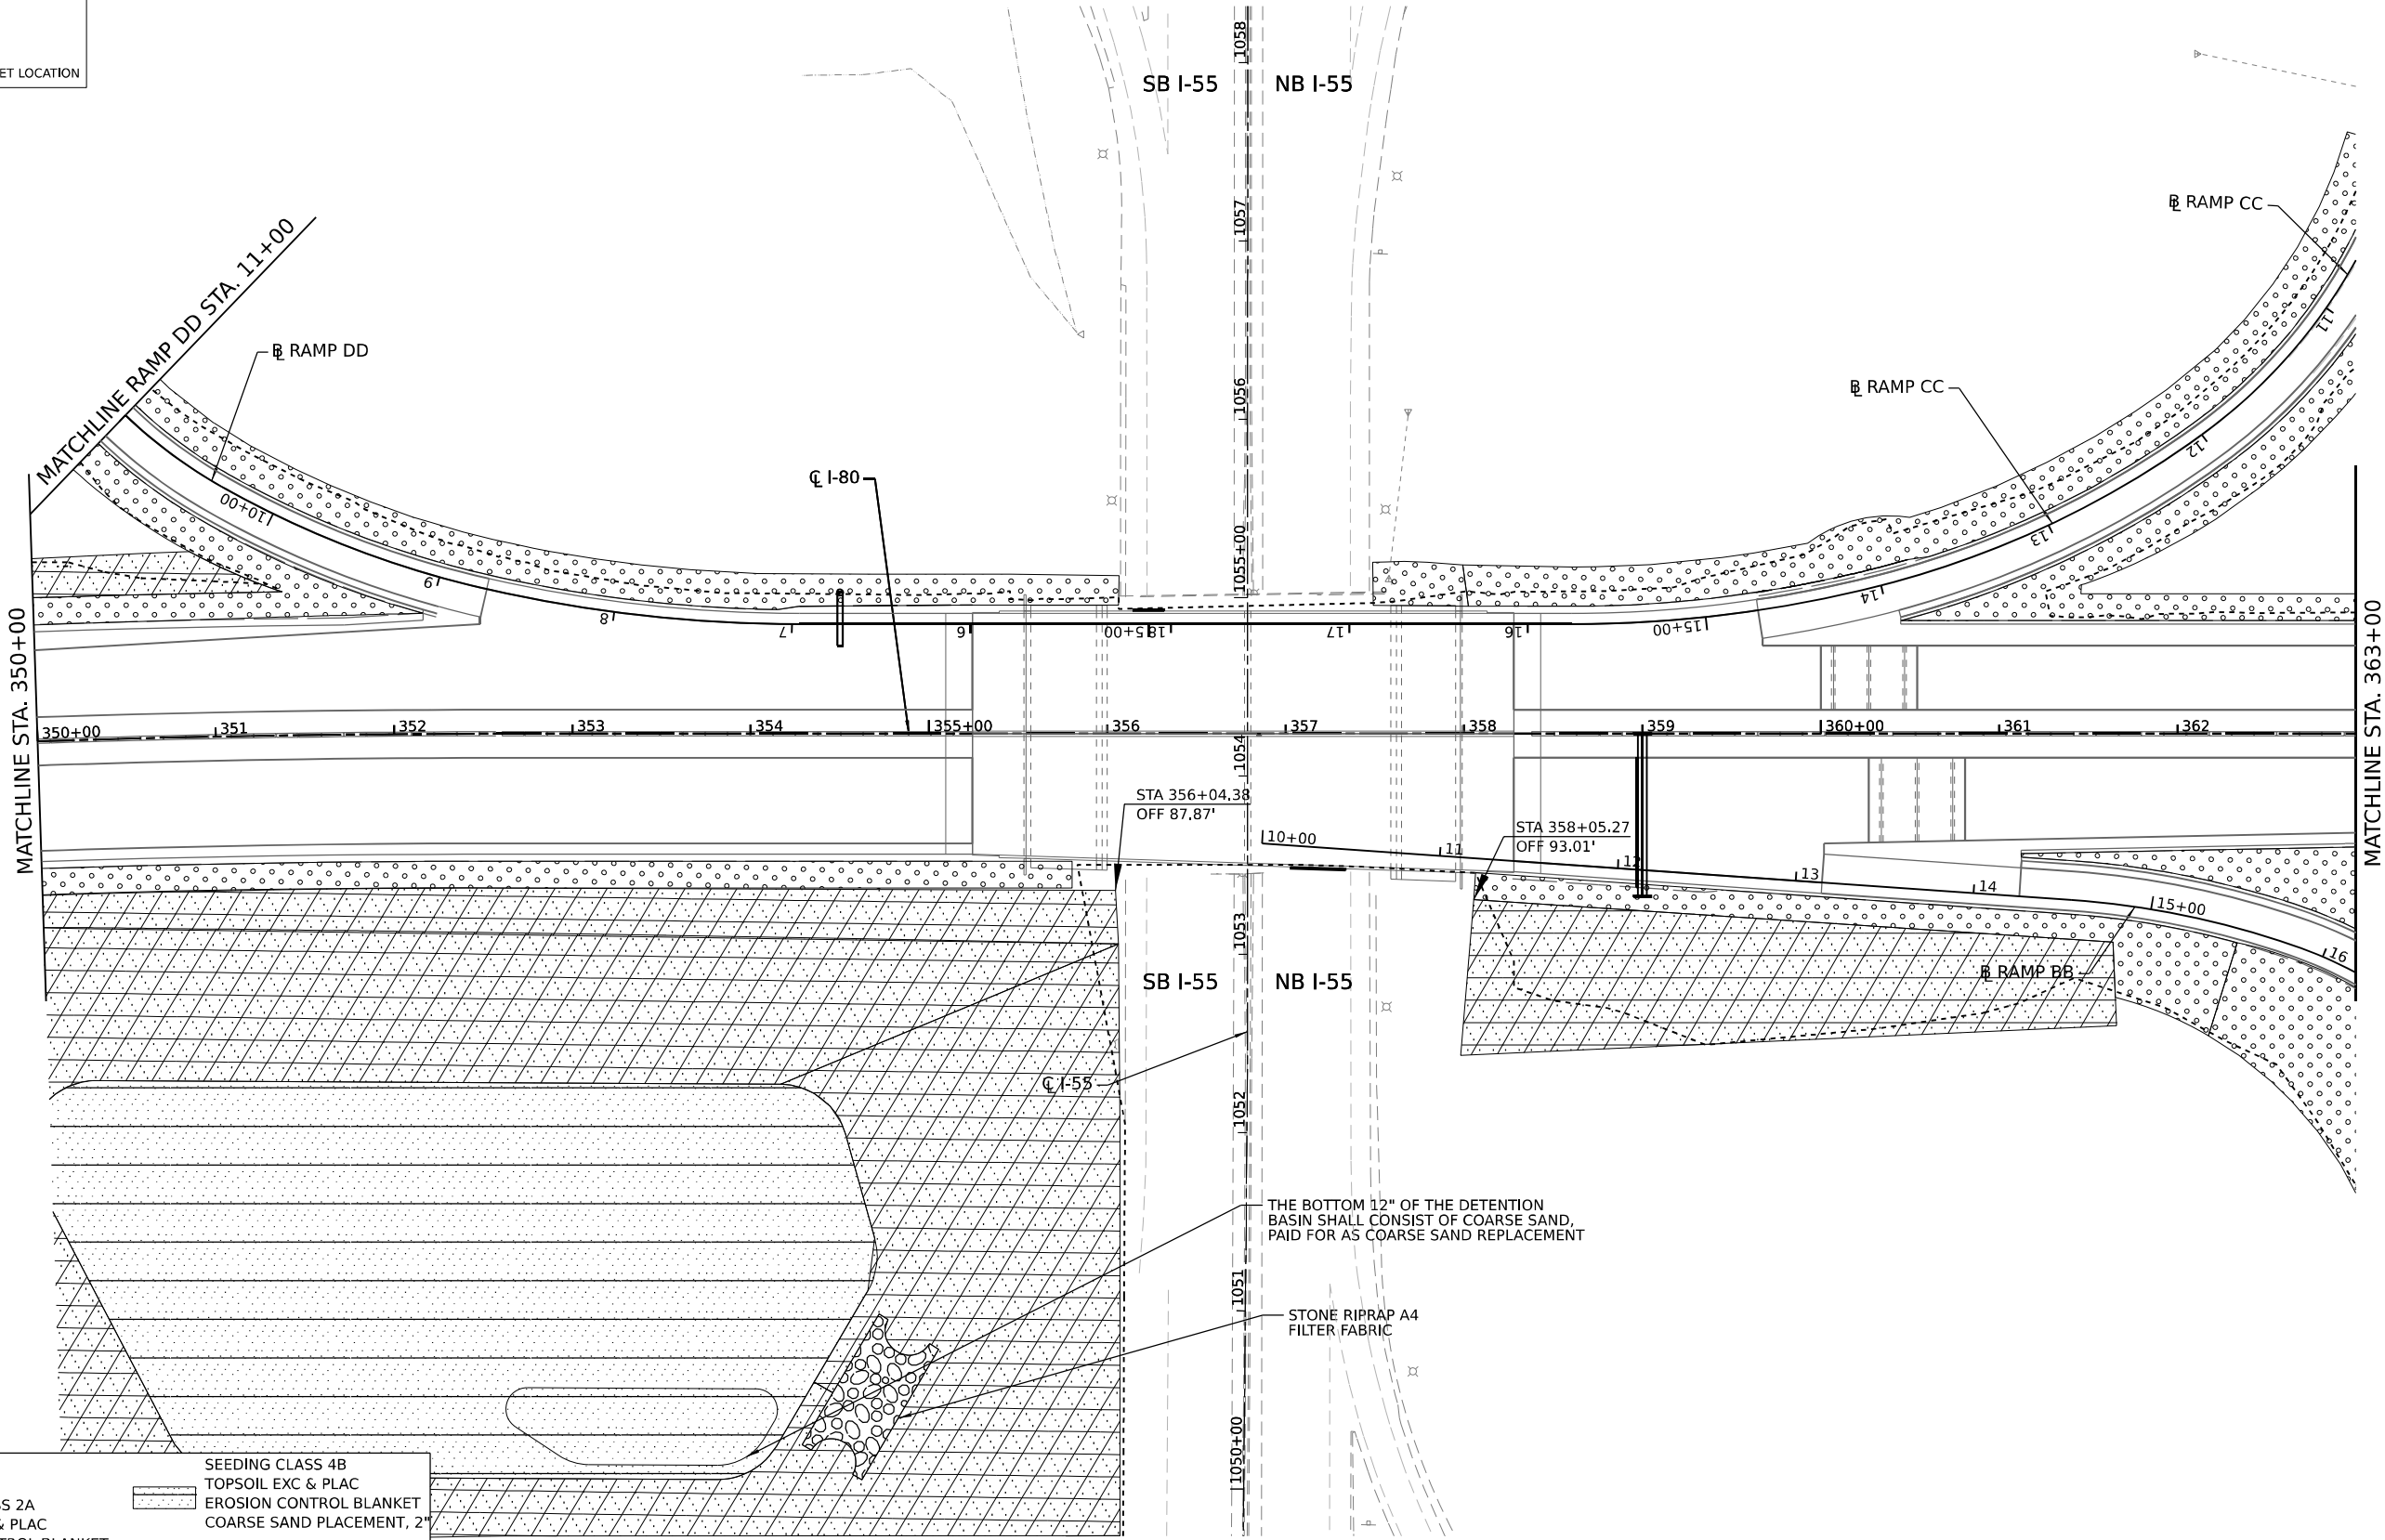 ET LOCATION
SB I-55
NB I-55
1058
1057
1056
1055+00
1054
1053
1052
1051
1050+00
MATCHLINE RAMP DD STA. 11+00
℄ RAMP DD
10+00
9
8
7
6
5+00
18
17
16
15+00
14
13
12
11
℄ I-80
RAMP CC
RAMP CC
MATCHLINE STA. 350+00
350+00
351
352
353
354
355+00
356
357
358
359
360+00
361
362
MATCHLINE STA. 363+00
STA 356+04.38
OFF 87.87'
STA 358+05.27
OFF 93.01'
10+00
11
12
13
14
15+00
16
RAMP BB
SB I-55
NB I-55
℄ I-55
THE BOTTOM 12" OF THE DETENTION
BASIN SHALL CONSIST OF COARSE SAND,
PAID FOR AS COARSE SAND REPLACEMENT
STONE RIPRAP A4
FILTER FABRIC
SEEDING CLASS 4B
TOPSOIL EXC & PLAC
EROSION CONTROL BLANKET
COARSE SAND PLACEMENT, 2"
S 2A
& PLAC